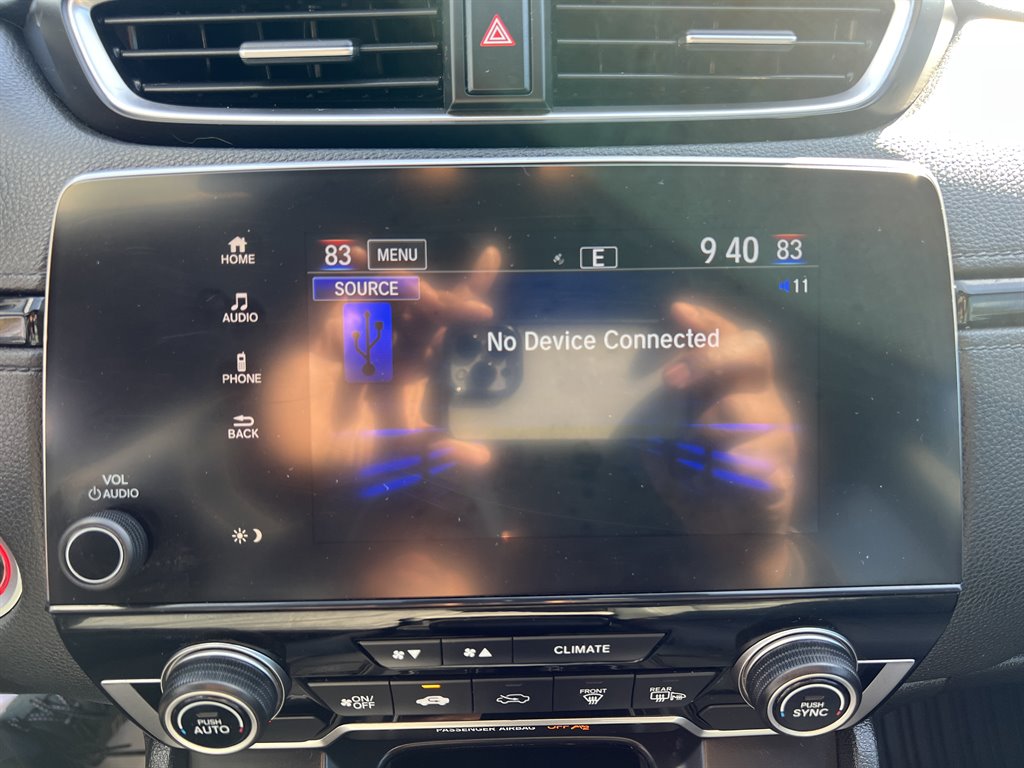 HOME
AUDIO
PHONE
BACK
VOL
AUDIO
83 MENU E 9 40 83
SOURCE 11
No Device Connected
CLIMATE
ON/
OFF
FRONT
REAR
PUSH
AUTO
PUSH
SYNC
PASSENGER AIRBAG OFF